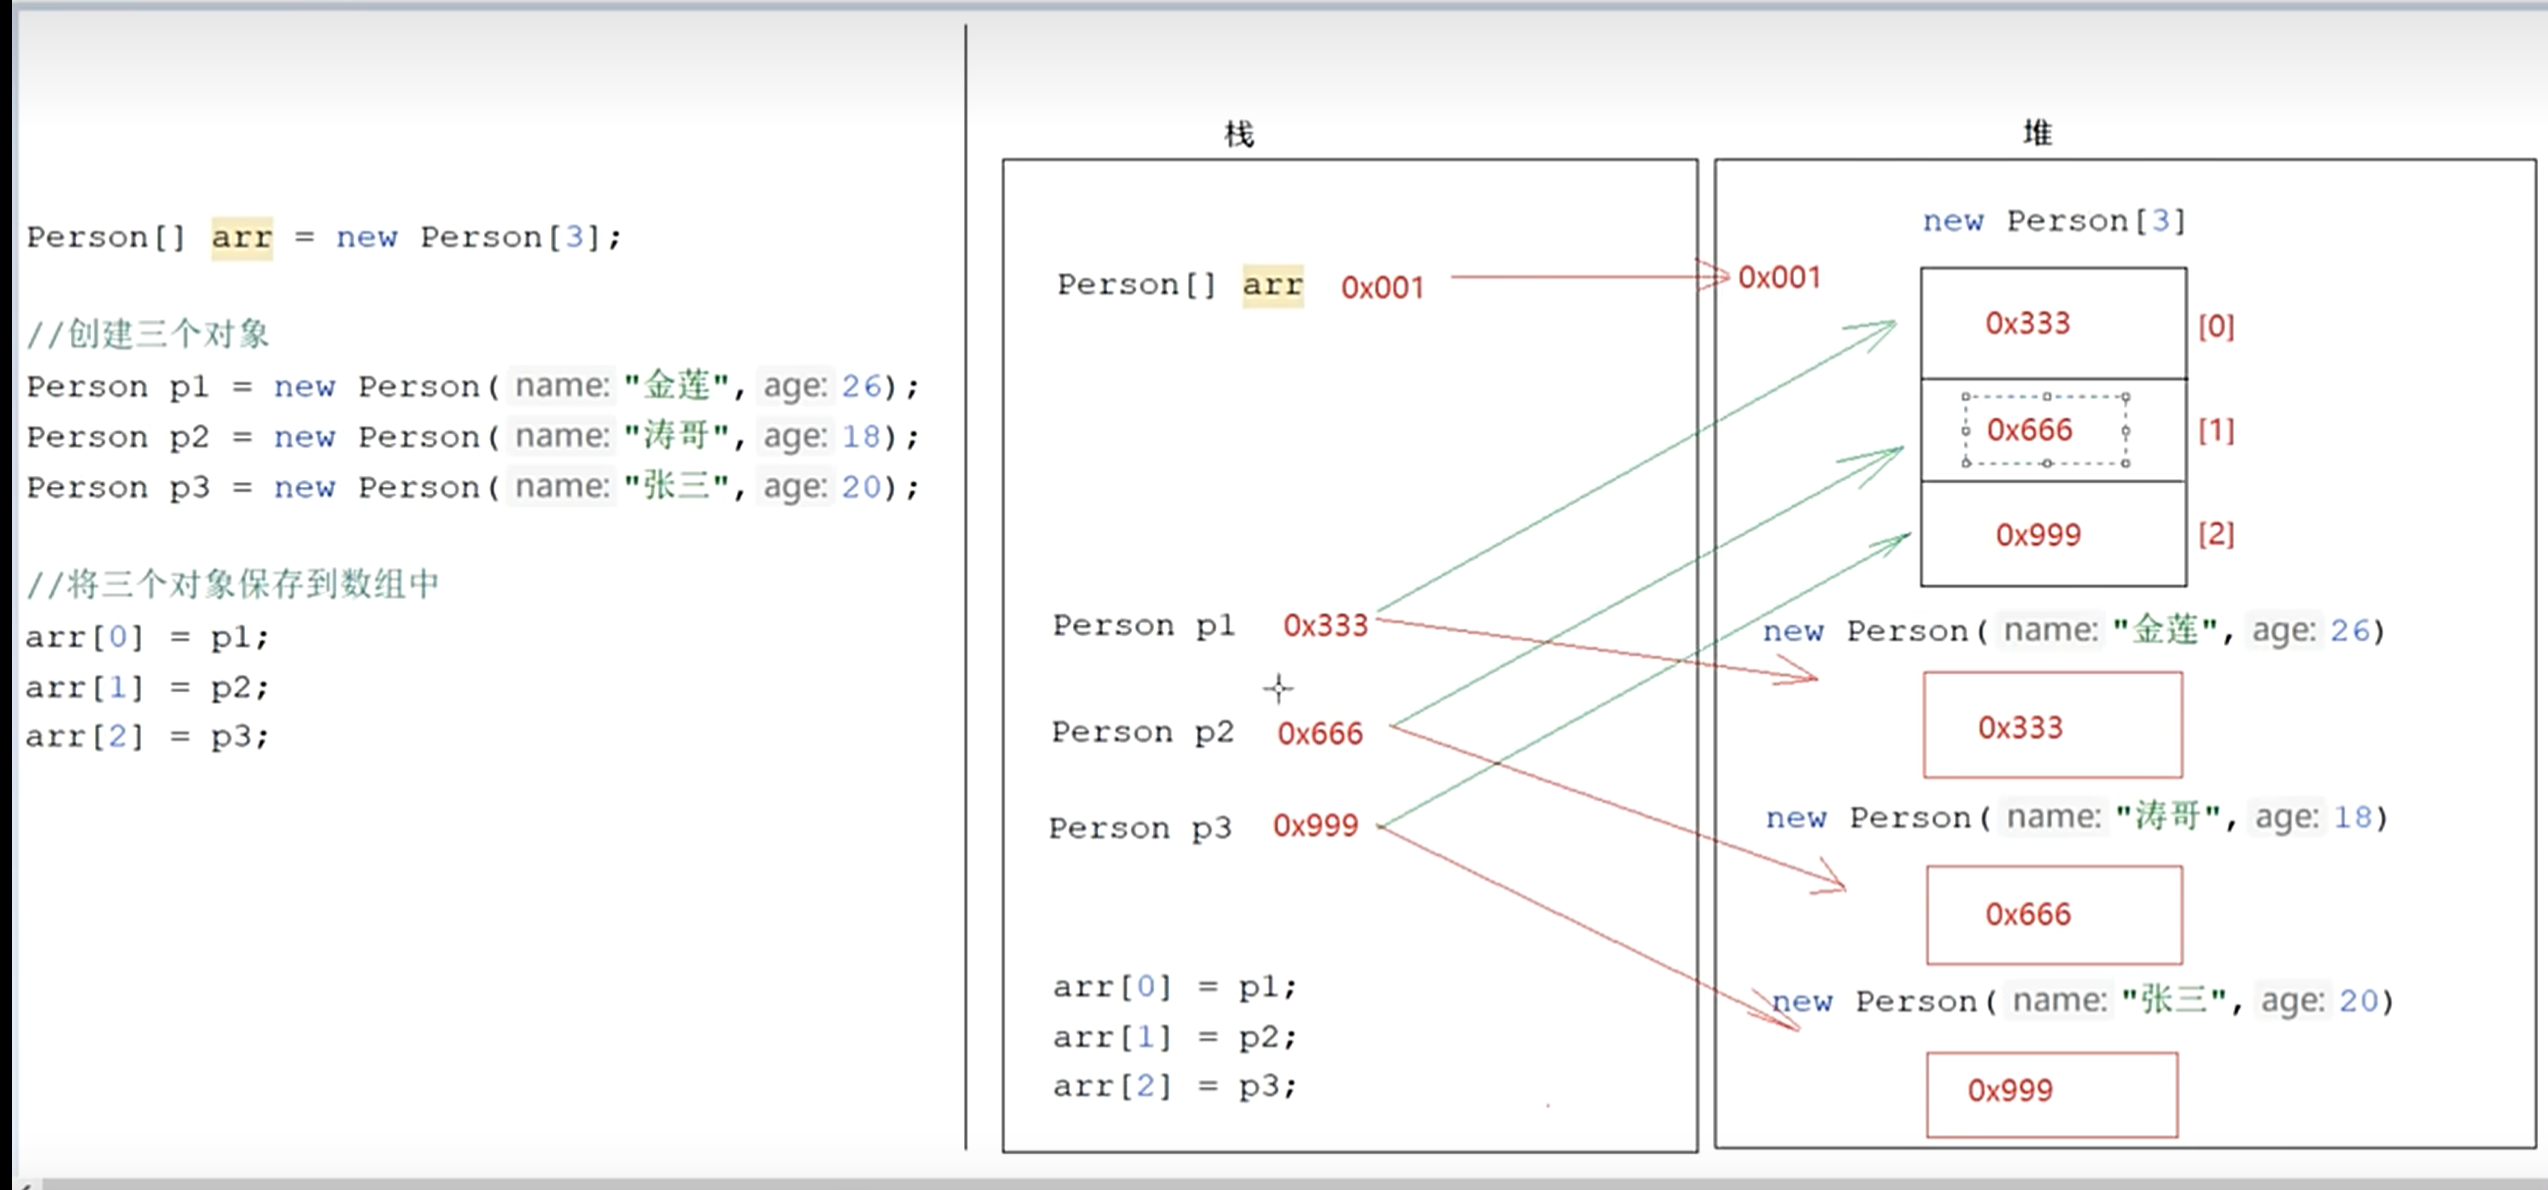 Person[] arr = new Person[3];
//创建三个对象
Person p1 = new Person( name: "金莲", age: 26);
Person p2 = new Person( name: "涛哥", age: 18);
Person p3 = new Person( name: "张三", age: 20);
//将三个对象保存到数组中
arr[0] = p1;
arr[1] = p2;
arr[2] = p3;
栈
Person[] arr 0x001
Person p1 0x333
Person p2 0x666
Person p3 0x999
arr[0] = p1;
arr[1] = p2;
arr[2] = p3;
堆
new Person[3]
0x001
0x333 [0]
0x666 [1]
0x999 [2]
new Person( name: "金莲", age: 26)
0x333
new Person( name: "涛哥", age: 18)
0x666
new Person( name: "张三", age: 20)
0x999